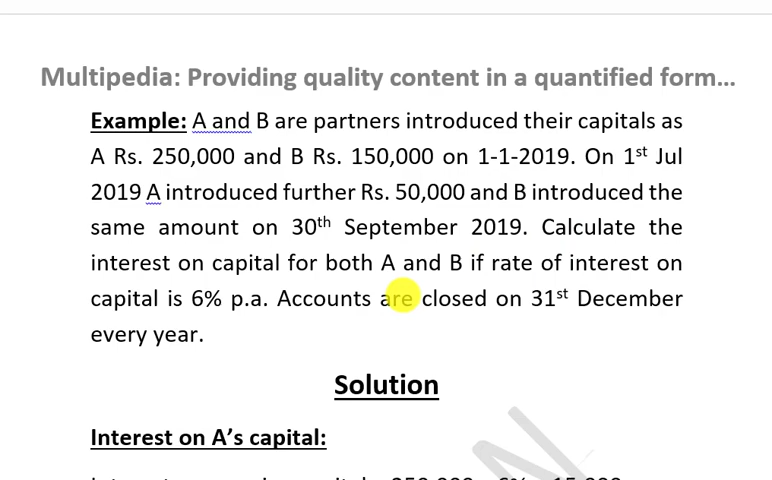 Multipedia: Providing quality content in a quantified form...
Example: A and B are partners introduced their capitals as
A Rs. 250,000 and B Rs. 150,000 on 1-1-2019. On 1st Jul
2019 A introduced further Rs. 50,000 and B introduced the
same amount on 30th September 2019. Calculate the
interest on capital for both A and B if rate of interest on
capital is 6% p.a. Accounts are closed on 31st December
every year.
Solution
Interest on A's capital: